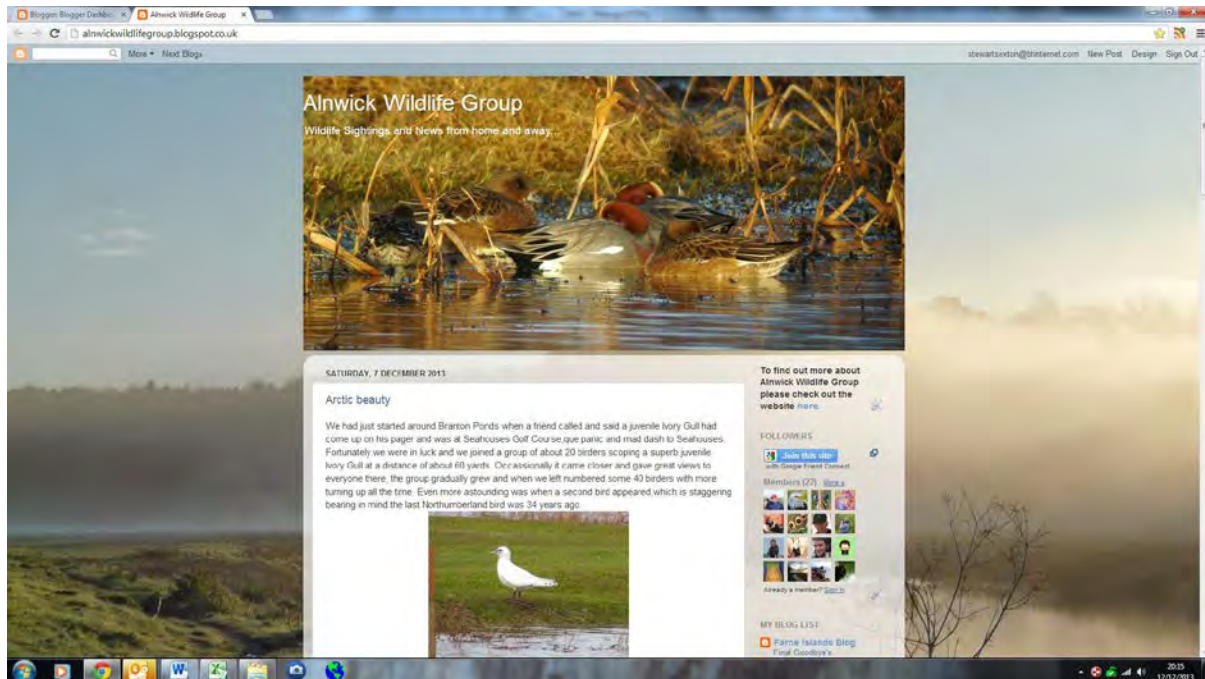 Bloggon: Blogger Dashbo
Alnwick Wildlife Group
alnwickwildlifegroup.blogspot.co.uk
More Next Blog»
stewartsexton@btinternet.com New Post Design Sign Out
Alnwick Wildlife Group
Wildlife Sightings and News from home and away...
SATURDAY, 7 DECEMBER 2013
Arctic beauty
We had just started around Branton Ponds when a friend called and said a juvenile Ivory Gull had
come up on his pager and was at Seahouses Golf Course,que panic and mad dash to Seahouses.
Fortunately we were in luck and we joined a group of about 20 birders scoping a superb juvenile
Ivory Gull at a distance of about 60 yards. Occassionally it came closer and gave great views to
everyone there, the group gradually grew and when we left numbered some 40 birders with more
turning up all the time. Even more astounding was when a second bird appeared which is staggering
bearing in mind the last Northumberland bird was 34 years ago.
To find out more about
Alnwick Wildlife Group
please check out the
website here.
FOLLOWERS
Join this site
with Google Friend Connect
Members (27) More »
Already a member? Sign in
MY BLOG LIST
Farne Islands Blog
Final Goodbye's
20:15
12/12/2013